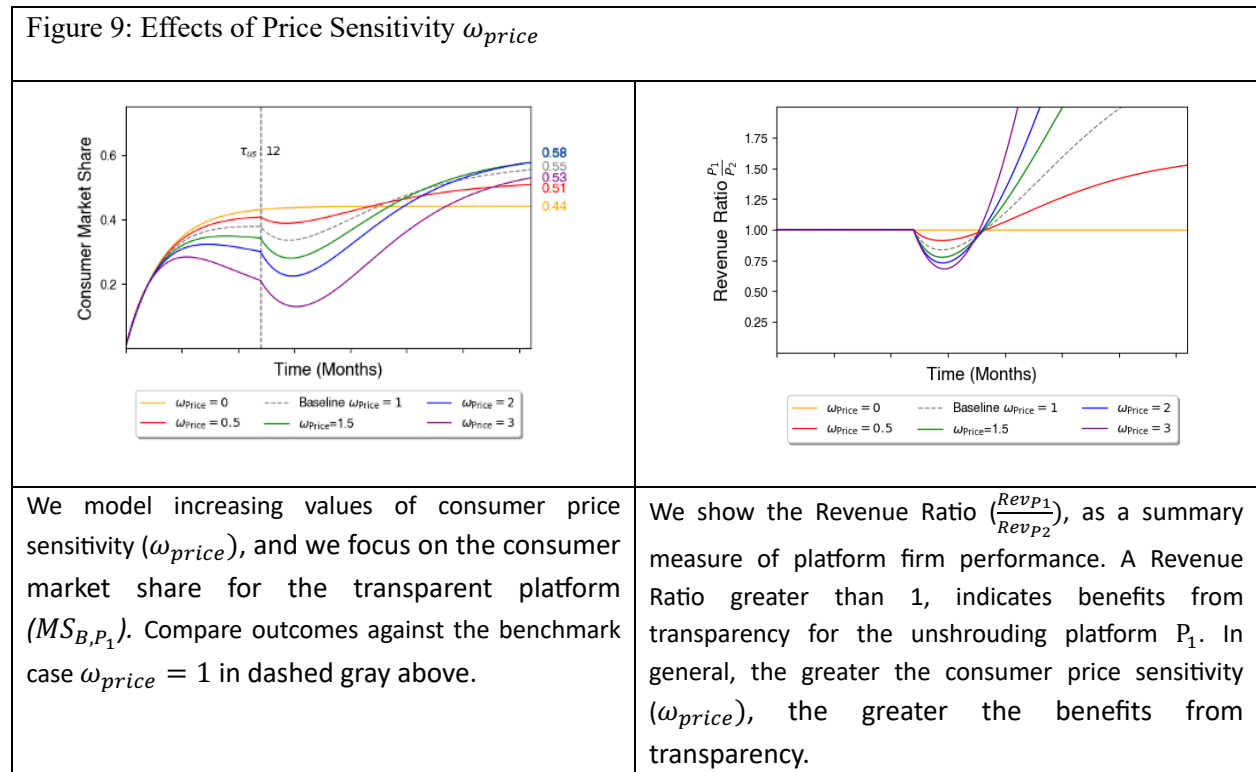 Figure 9: Effects of Price Sensitivity ω_price
Consumer Market Share
0.6
0.4
0.2
τ_us : 12
0.58
0.55
0.53
0.51
0.44
Time (Months)
ω_Price = 0
Baseline ω_Price = 1
ω_Price = 2
ω_Price = 0.5
ω_Price=1.5
ω_Price = 3
Revenue Ratio P_1/P_2
1.75
1.50
1.25
1.00
0.75
0.50
0.25
Time (Months)
ω_Price = 0
Baseline ω_Price = 1
ω_Price = 2
ω_Price = 0.5
ω_Price=1.5
ω_Price = 3
We model increasing values of consumer price
sensitivity (ω_price), and we focus on the consumer
market share for the transparent platform
(MS_B,P_1). Compare outcomes against the benchmark
case ω_price = 1 in dashed gray above.
We show the Revenue Ratio (Rev_P1/Rev_P2), as a summary
measure of platform firm performance. A Revenue
Ratio greater than 1, indicates benefits from
transparency for the unshrouding platform P_1. In
general, the greater the consumer price sensitivity
(ω_price), the greater the benefits from
transparency.